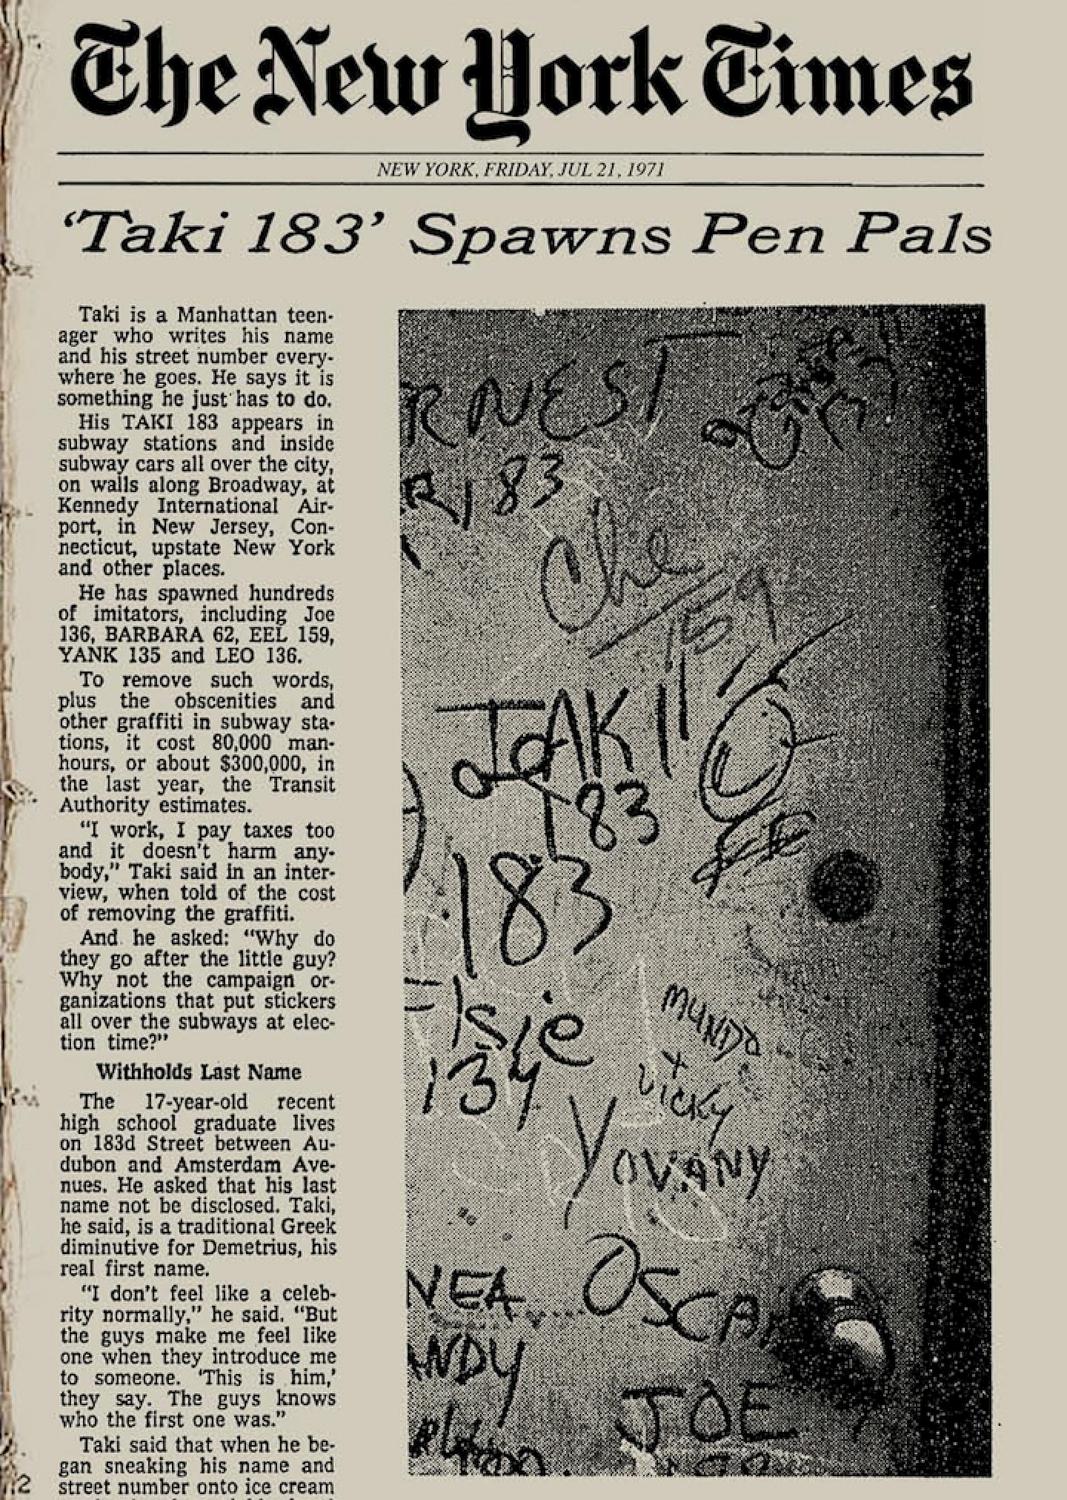 The New York Times
NEW YORK, FRIDAY, JUL 21, 1971
‘Taki 183’ Spawns Pen Pals
Taki is a Manhattan teen-
ager who writes his name
and his street number every-
where he goes. He says it is
something he just has to do.
His TAKI 183 appears in
subway stations and inside
subway cars all over the city,
on walls along Broadway, at
Kennedy International Air-
port, in New Jersey, Con-
necticut, upstate New York
and other places.
He has spawned hundreds
of imitators, including Joe
136, BARBARA 62, EEL 159,
YANK 135 and LEO 136.
To remove such words,
plus the obscenities and
other graffiti in subway sta-
tions, it cost 80,000 man-
hours, or about $300,000, in
the last year, the Transit
Authority estimates.
“I work, I pay taxes too
and it doesn't harm any-
body,” Taki said in an inter-
view, when told of the cost
of removing the graffiti.
And he asked: “Why do
they go after the little guy?
Why not the campaign or-
ganizations that put stickers
all over the subways at elec-
tion time?”
Withholds Last Name
The 17-year-old recent
high school graduate lives
on 183d Street between Au-
dubon and Amsterdam Ave-
nues. He asked that his last
name not be disclosed. Taki,
he said, is a traditional Greek
diminutive for Demetrius, his
real first name.
“I don't feel like a celeb-
rity normally,” he said. “But
the guys make me feel like
one when they introduce me
to someone. ‘This is him,’
they say. The guys knows
who the first one was.”
Taki said that when he be-
gan sneaking his name and
street number onto ice cream
RNEST
183
Che
159
TAKI
183
183
Elsie
134
MUNDO
+
VICKY
YOVANY
OSCAR
VEA
ANDY
JOE